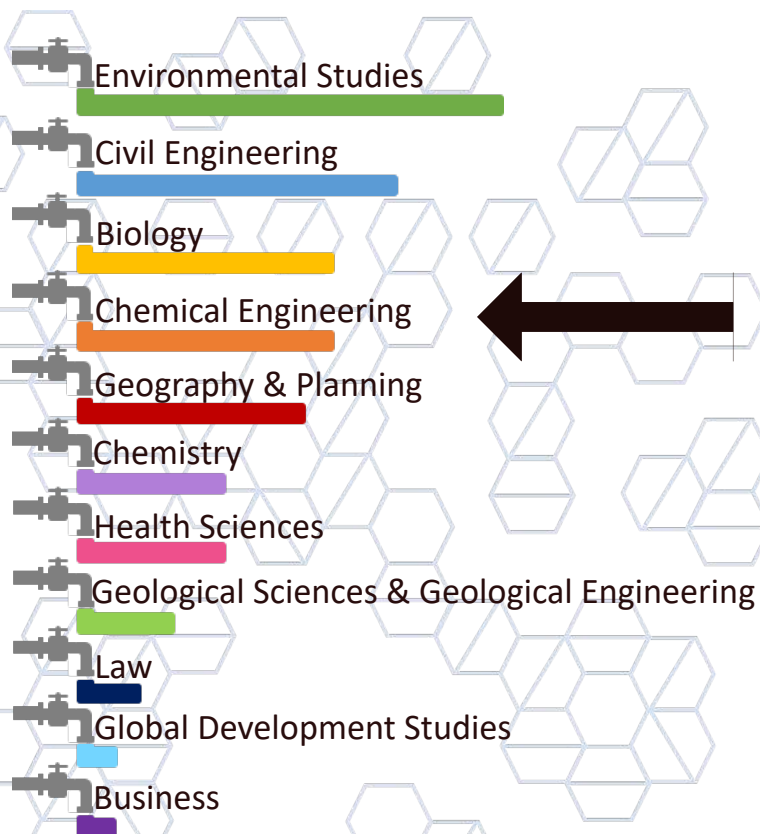 Environmental Studies
Civil Engineering
Biology
Chemical Engineering
Geography & Planning
Chemistry
Health Sciences
Geological Sciences & Geological Engineering
Law
Global Development Studies
Business